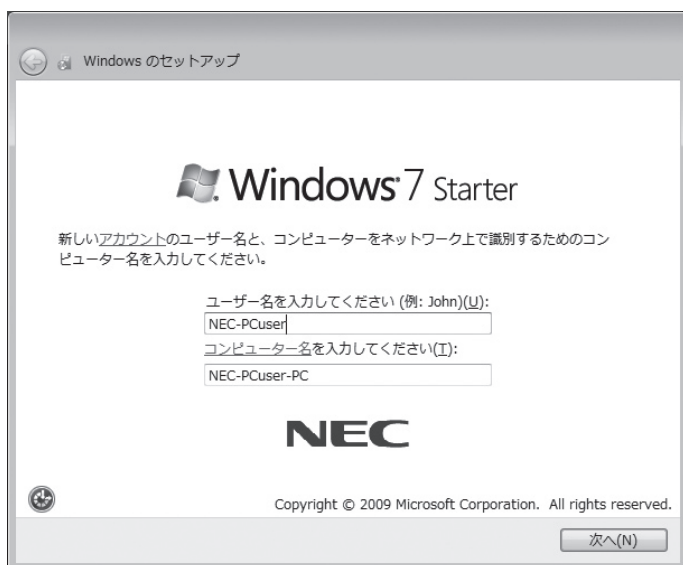 Windows のセットアップ
Windows 7 Starter
新しいアカウントのユーザー名と、コンピューターをネットワーク上で識別するためのコン
ピューター名を入力してください。
ユーザー名を入力してください (例: John)(U):
NEC-PCuser
コンピューター名を入力してください(T):
NEC-PCuser-PC
NEC
Copyright © 2009 Microsoft Corporation. All rights reserved.
次へ(N)